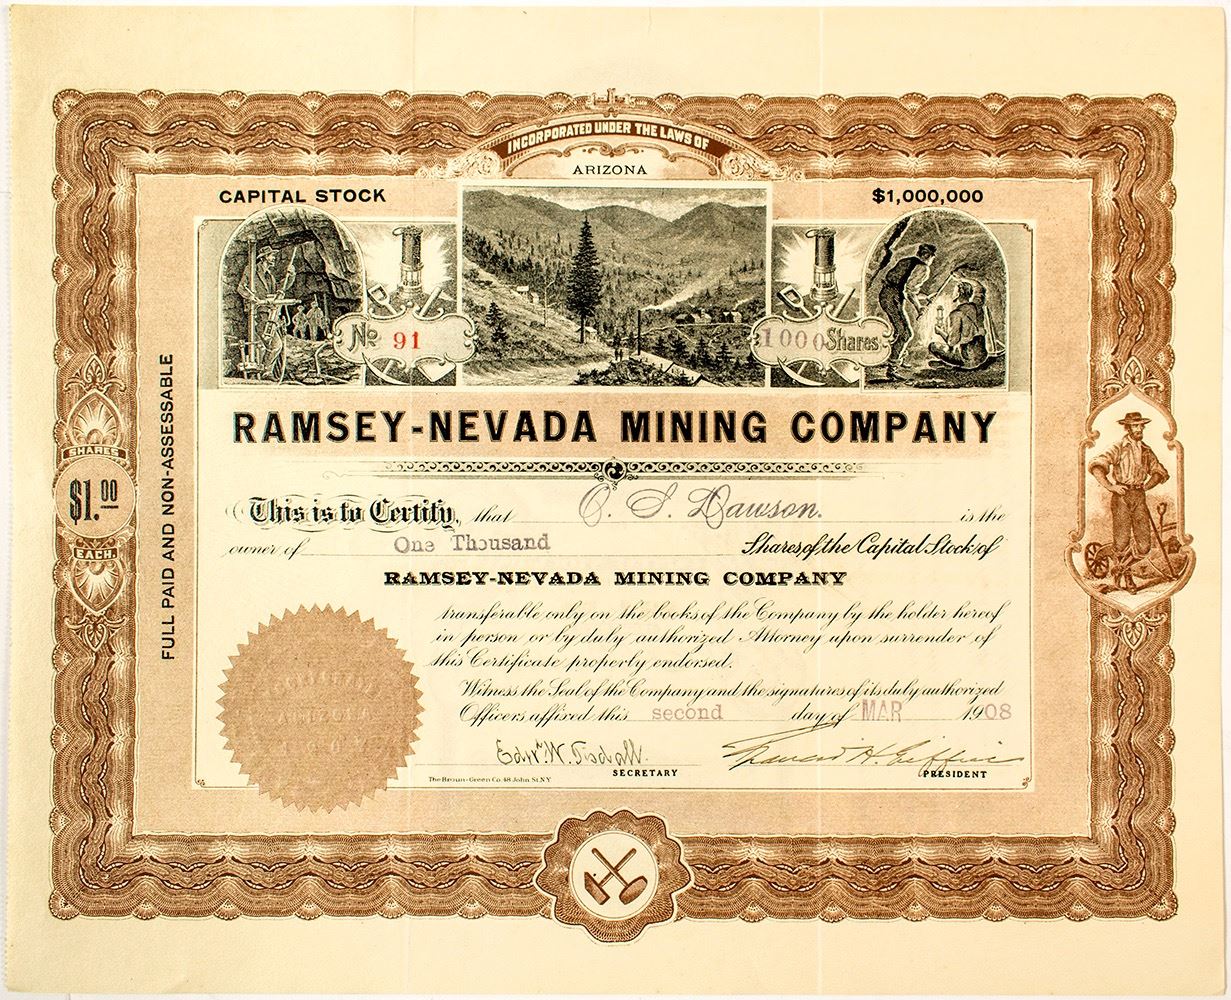 INCORPORATED UNDER THE LAWS OF
ARIZONA
CAPITAL STOCK
$1,000,000
No 91
1000 Shares
RAMSEY-NEVADA MINING COMPANY
SHARES
$1.00
EACH.
FULL PAID AND NON-ASSESSABLE
This is to Certify, that C. S. Dawson. is the
owner of One Thousand Shares of the Capital Stock of
RAMSEY-NEVADA MINING COMPANY
transferable only on the books of the Company by the holder hereof
in person or by duly authorized Attorney upon surrender of
this Certificate properly endorsed.
Witness the Seal of the Company and the signatures of its duly authorized
Officers affixed this second day of MAR 1908
Edw. W. Tisdall.
SECRETARY
PRESIDENT
The Broun-Green Co. 48 John St. N.Y.